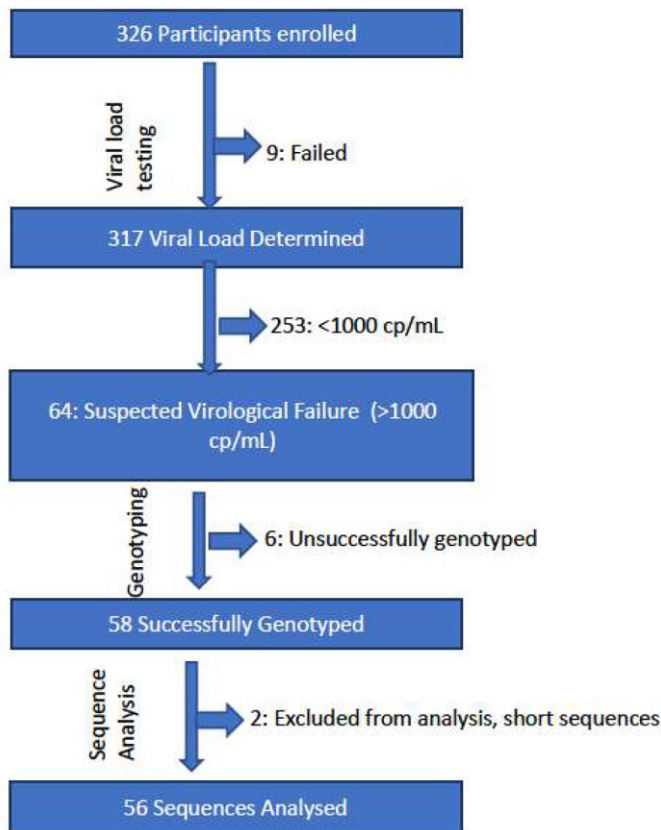 326 Participants enrolled
Viral load
testing
9: Failed
317 Viral Load Determined
253: <1000 cp/mL
64: Suspected Virological Failure (>1000
cp/mL)
Genotyping
6: Unsuccessfully genotyped
58 Successfully Genotyped
Sequence
Analysis
2: Excluded from analysis, short sequences
56 Sequences Analysed